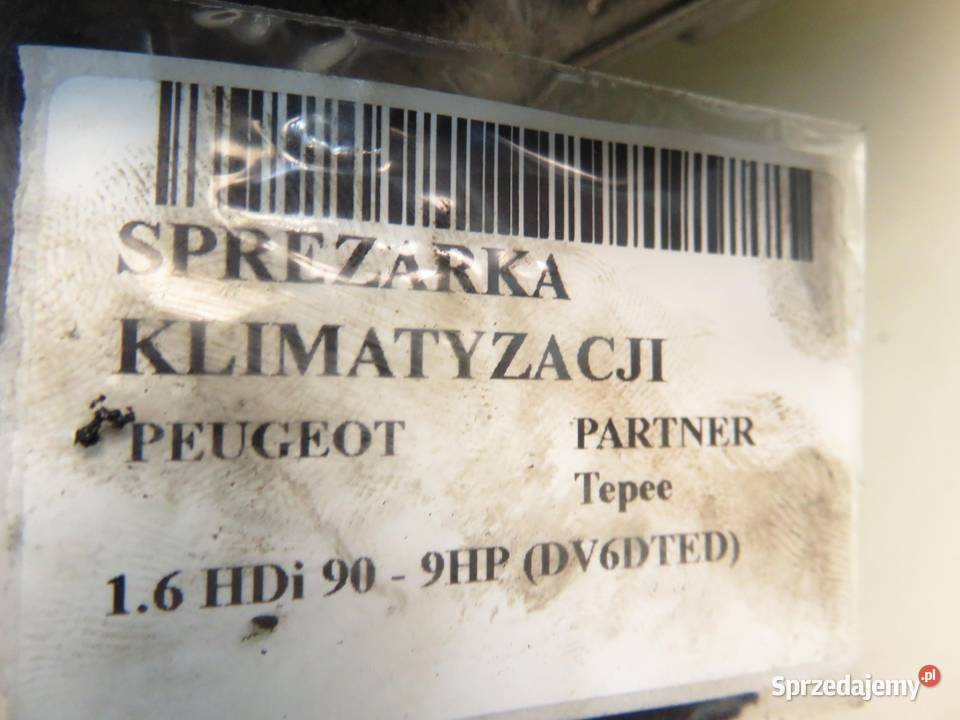 SPREZARKA
KLIMATYZACJI
PEUGEOT PARTNER
Tepee
1.6 HDi 90 - 9HP (DV6DTED)
Sprzedajemy.pl